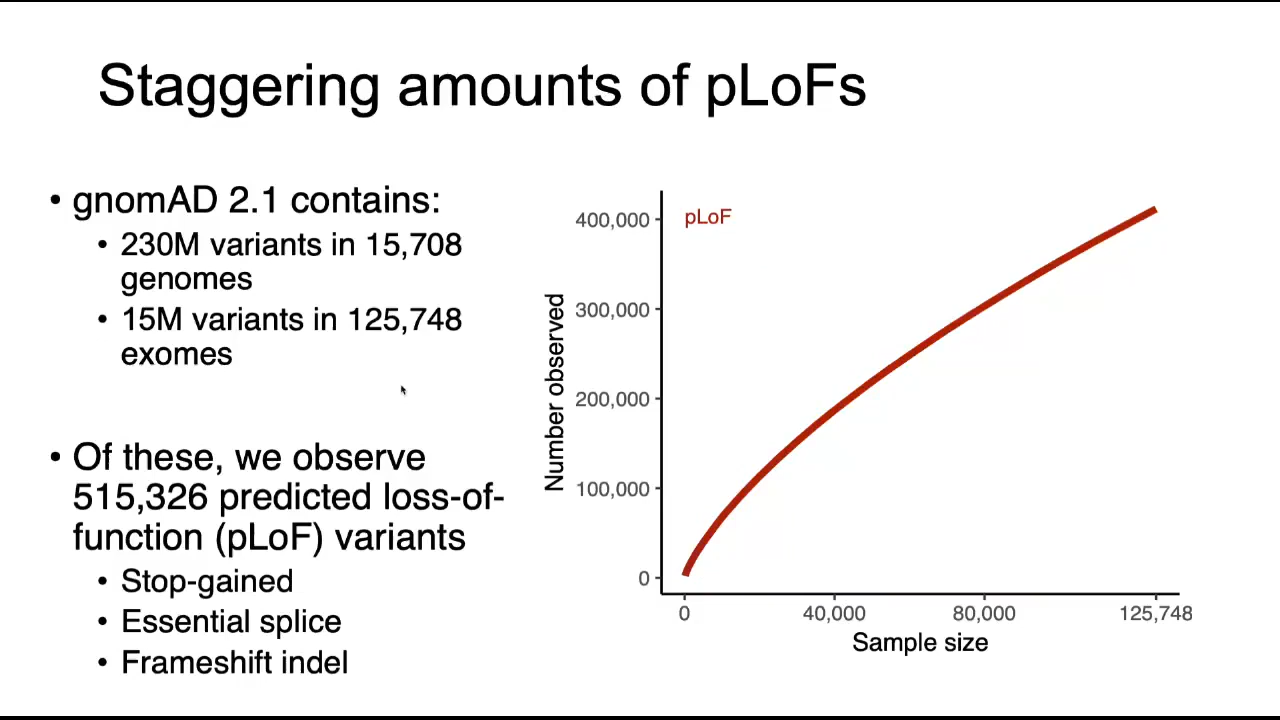 Staggering amounts of pLoFs
• gnomAD 2.1 contains:
• 230M variants in 15,708
genomes
• 15M variants in 125,748
exomes
• Of these, we observe
515,326 predicted loss-of-
function (pLoF) variants
• Stop-gained
• Essential splice
• Frameshift indel
pLoF
Number observed
400,000
300,000
200,000
100,000
0
0 40,000 80,000 125,748
Sample size